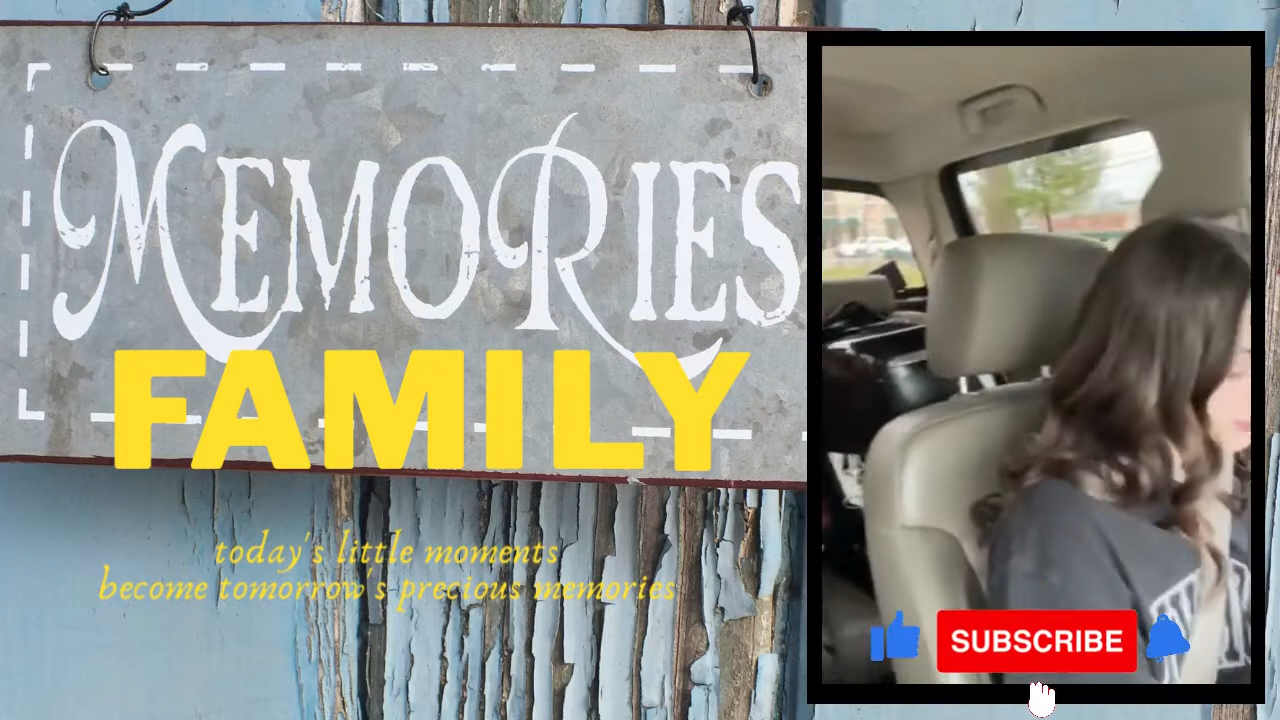 MEMORIES
FAMILY
today's little moments
become tomorrow's precious memories
SUBSCRIBE